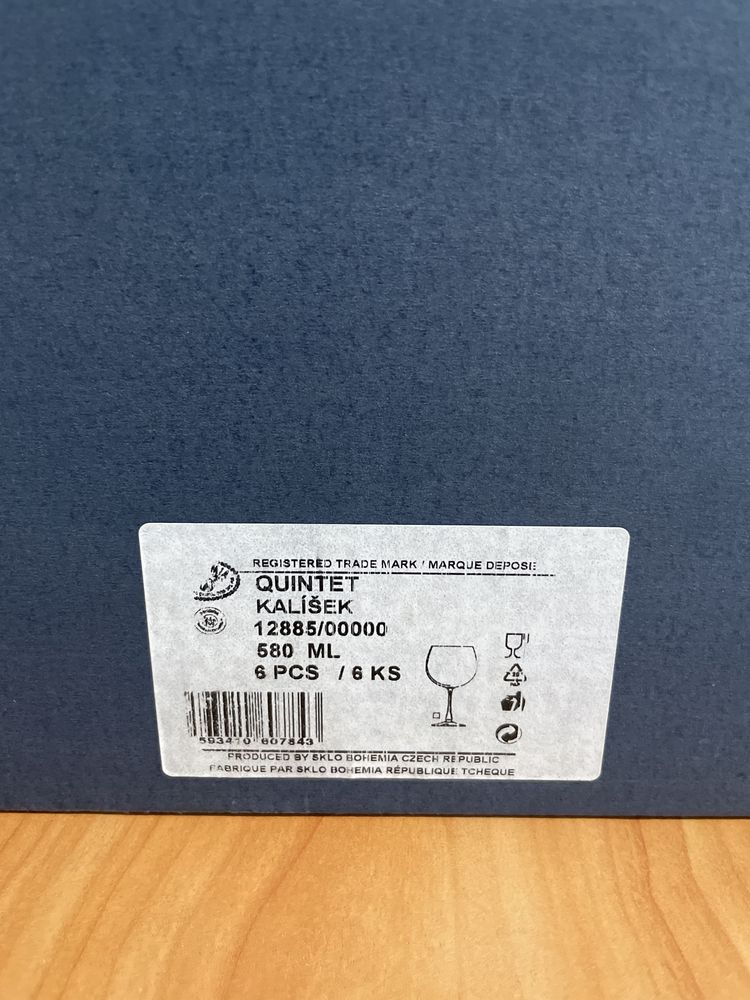 REGISTERED TRADE MARK / MARQUE DEPOSE
QUINTET
KALÍŠEK
12885/00000
580 ML
6 PCS / 6 KS
PRODUCED BY SKLO BOHEMIA CZECH REPUBLIC
FABRIQUE PAR SKLO BOHEMIA RÉPUBLIQUE TCHEQUE